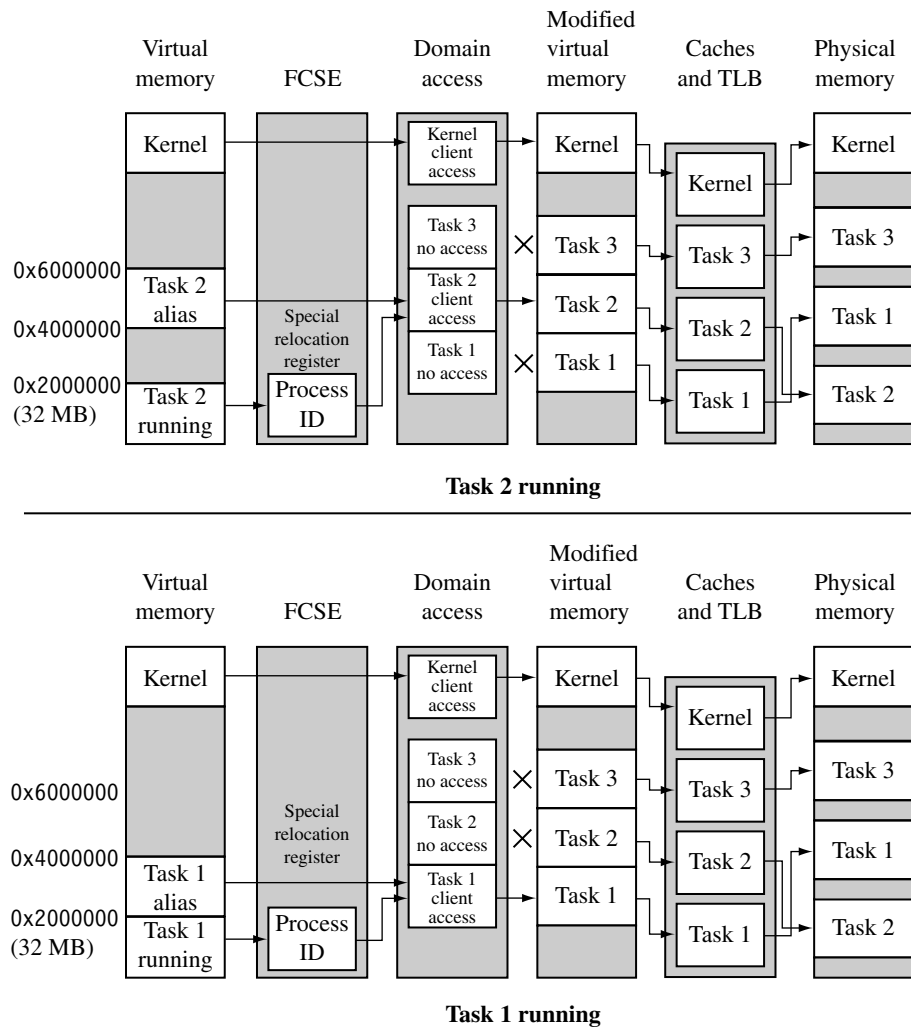 Virtual
memory
FCSE
Domain
access
Modified
virtual
memory
Caches
and TLB
Physical
memory
Kernel
Kernel
client
access
Kernel
Kernel
Kernel
Task 3
no access
Task 3
Task 3
Task 3
0x6000000
Task 2
alias
Task 2
client
access
Task 2
Task 2
Task 1
0x4000000
Special
relocation
register
Task 1
no access
Task 1
Task 1
Task 2
0x2000000
(32 MB)
Task 2
running
Process
ID
Task 2 running
Virtual
memory
FCSE
Domain
access
Modified
virtual
memory
Caches
and TLB
Physical
memory
Kernel
Kernel
client
access
Kernel
Kernel
Kernel
Task 3
no access
Task 3
Task 3
Task 3
0x6000000
Special
relocation
register
Task 2
no access
Task 2
Task 2
Task 1
0x4000000
Task 1
alias
Task 1
client
access
Task 1
Task 1
Task 2
0x2000000
(32 MB)
Task 1
running
Process
ID
Task 1 running